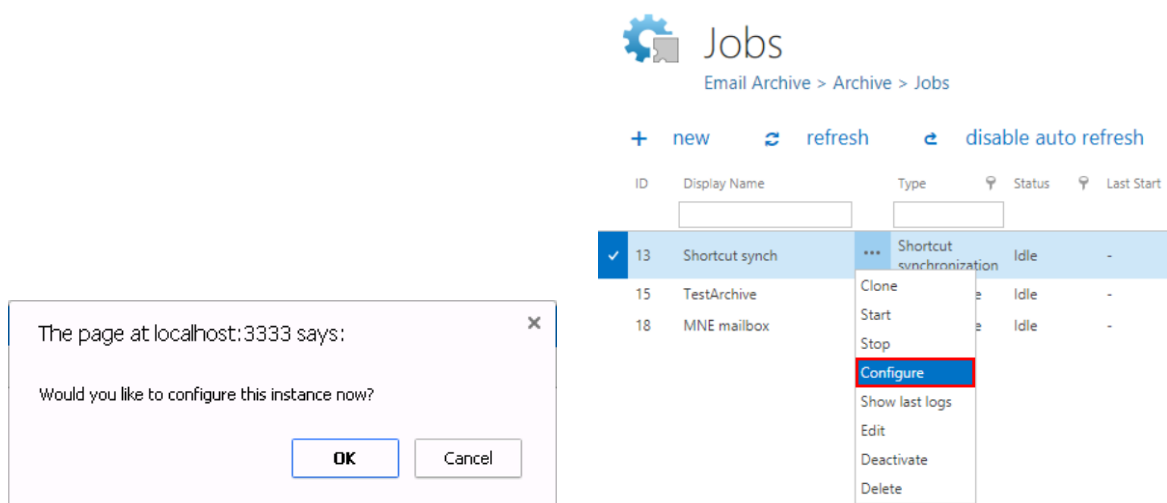 Jobs
Email Archive > Archive > Jobs
+ new refresh disable auto refresh
ID Display Name Type Status Last Start
13 Shortcut synch ... Shortcut synchronization Idle -
15 TestArchive e Idle -
18 MNE mailbox e Idle -
Clone
Start
Stop
Configure
Show last logs
Edit
Deactivate
Delete
The page at localhost:3333 says:
Would you like to configure this instance now?
OK Cancel